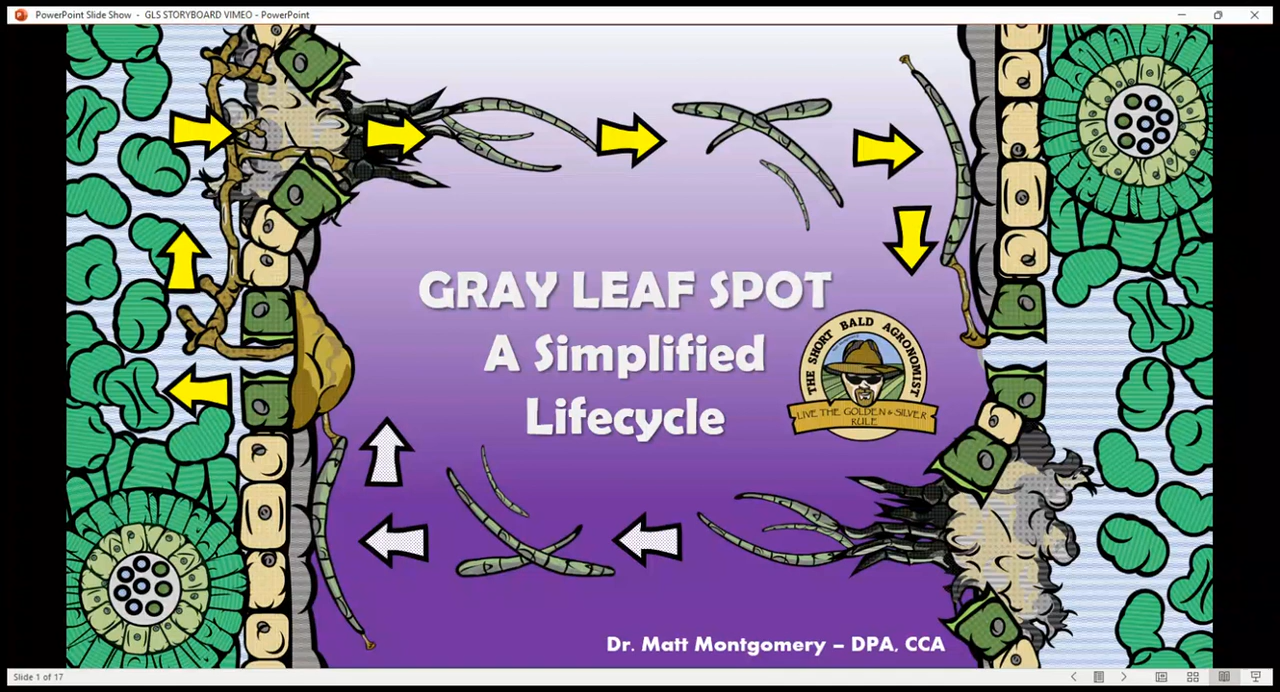 PowerPoint Slide Show - GLS STORYBOARD VIMEO - PowerPoint
GRAY LEAF SPOT
A Simplified
Lifecycle
THE SHORT BALD AGRONOMIST
LIVE THE GOLDEN & SILVER
RULE
Dr. Matt Montgomery – DPA, CCA
Slide 1 of 17